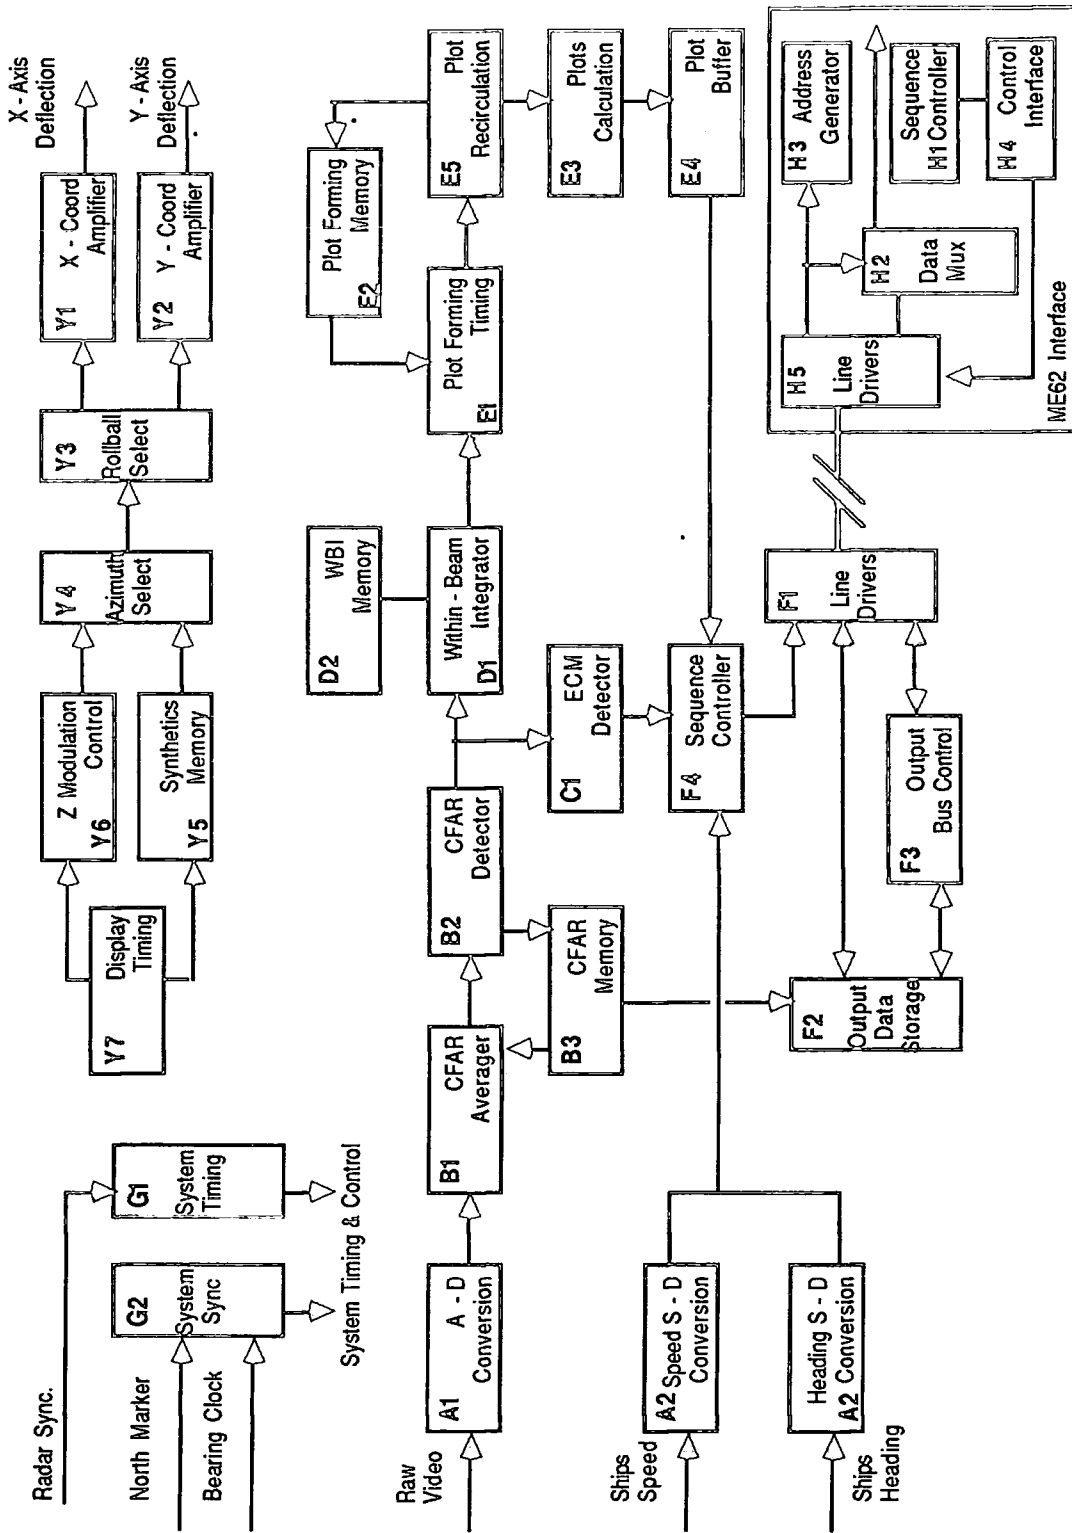 Radar Sync.
North Marker
Bearing Clock
G1
System
Timing
G2
System
Sync
System Timing & Control
Y7
Display
Timing
Z Modulation
Control
Y6
Synthetics
Memory
Y5
Y4
Azimuth
Select
Y3
Rollball
Select
X - Coord
Amplifier
Y1
Y - Coord
Amplifier
Y2
X - Axis
Deflection
Y - Axis
Deflection
Raw
Video
A1
A - D
Conversion
B1
CFAR
Averager
B2
CFAR
Detector
B3
CFAR
Memory
D2
WBI
Memory
Within - Beam
Integrator
D1
C1
ECM
Detector
Plot Forming
Memory
E2
Plot Forming
Timing
E1
E5
Plot
Recirculation
E3
Plots
Calculation
E4
Plot
Buffer
Ships
Speed
A2 Speed S - D
Conversion
Ships
Heading
Heading S - D
A2 Conversion
F4
Sequence
Controller
F2
Output
Data
Storage
F3
Output
Bus Control
F1
Line
Drivers
H5
Line
Drivers
H2
Data
Mux
H3 Address
Generator
Sequence
H1 Controller
H4 Control
Interface
ME62 Interface